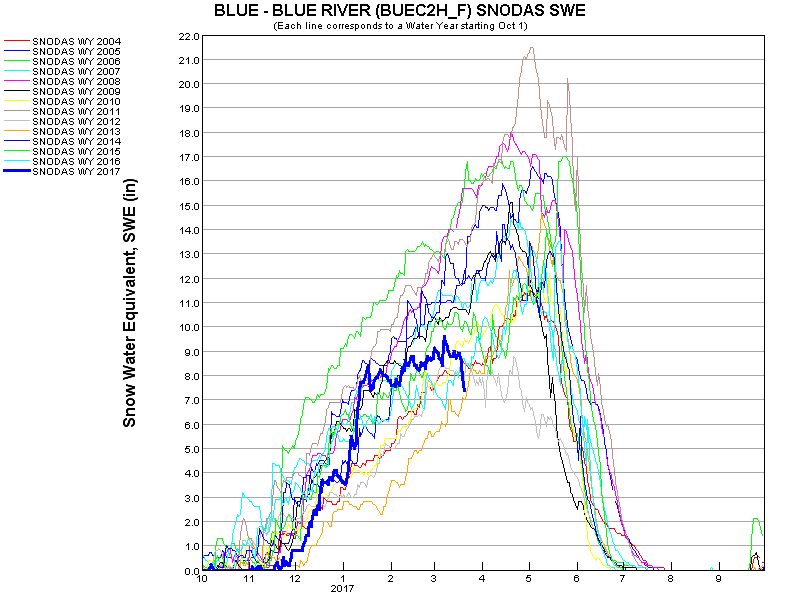 BLUE - BLUE RIVER (BUEC2H_F) SNODAS SWE
(Each line corresponds to a Water Year starting Oct 1)
SNODAS WY 2004
SNODAS WY 2005
SNODAS WY 2006
SNODAS WY 2007
SNODAS WY 2008
SNODAS WY 2009
SNODAS WY 2010
SNODAS WY 2011
SNODAS WY 2012
SNODAS WY 2013
SNODAS WY 2014
SNODAS WY 2015
SNODAS WY 2016
SNODAS WY 2017
Snow Water Equivalent, SWE (in)
22.0
21.0
20.0
19.0
18.0
17.0
16.0
15.0
14.0
13.0
12.0
11.0
10.0
9.0
8.0
7.0
6.0
5.0
4.0
3.0
2.0
1.0
0.0
10 11 12 1 2 3 4 5 6 7 8 9
2017